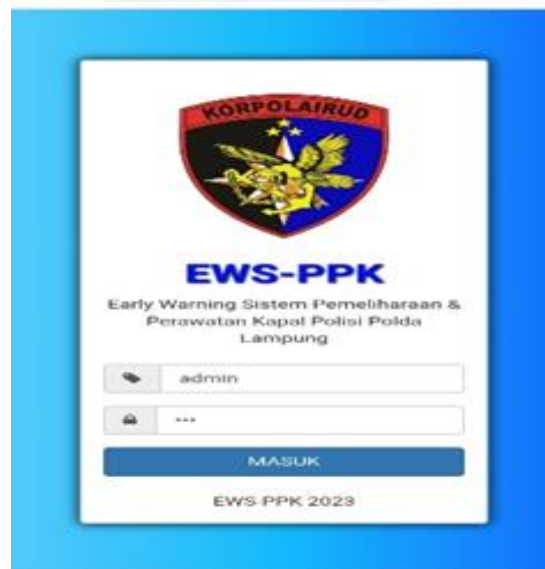 KORPOLAIRUD
EWS-PPK
Early Warning Sistem Pemeliharaan &
Perawatan Kapal Polisi Polda
Lampung
admin
•••
MASUK
EWS-PPK 2023